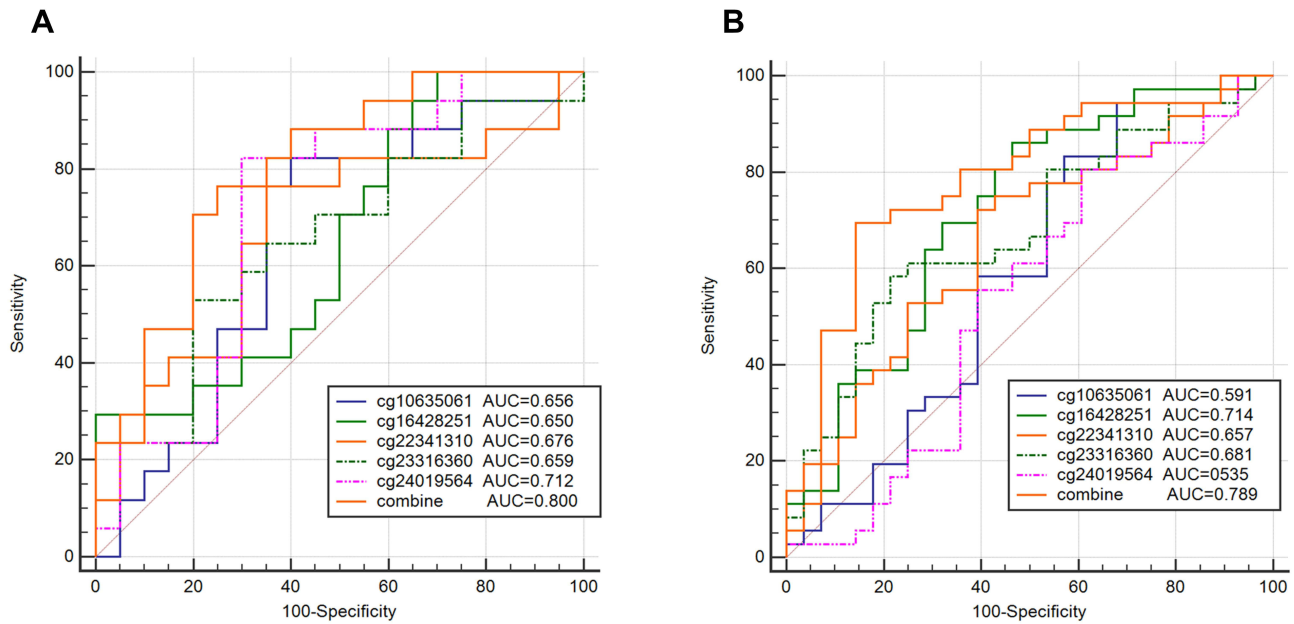 A
100
80
60
40
20
0
Sensitivity
cg10635061 AUC=0.656
cg16428251 AUC=0.650
cg22341310 AUC=0.676
cg23316360 AUC=0.659
cg24019564 AUC=0.712
combine AUC=0.800
0 20 40 60 80 100
100-Specificity
B
100
80
60
40
20
0
Sensitivity
cg10635061 AUC=0.591
cg16428251 AUC=0.714
cg22341310 AUC=0.657
cg23316360 AUC=0.681
cg24019564 AUC=0535
combine AUC=0.789
0 20 40 60 80 100
100-Specificity